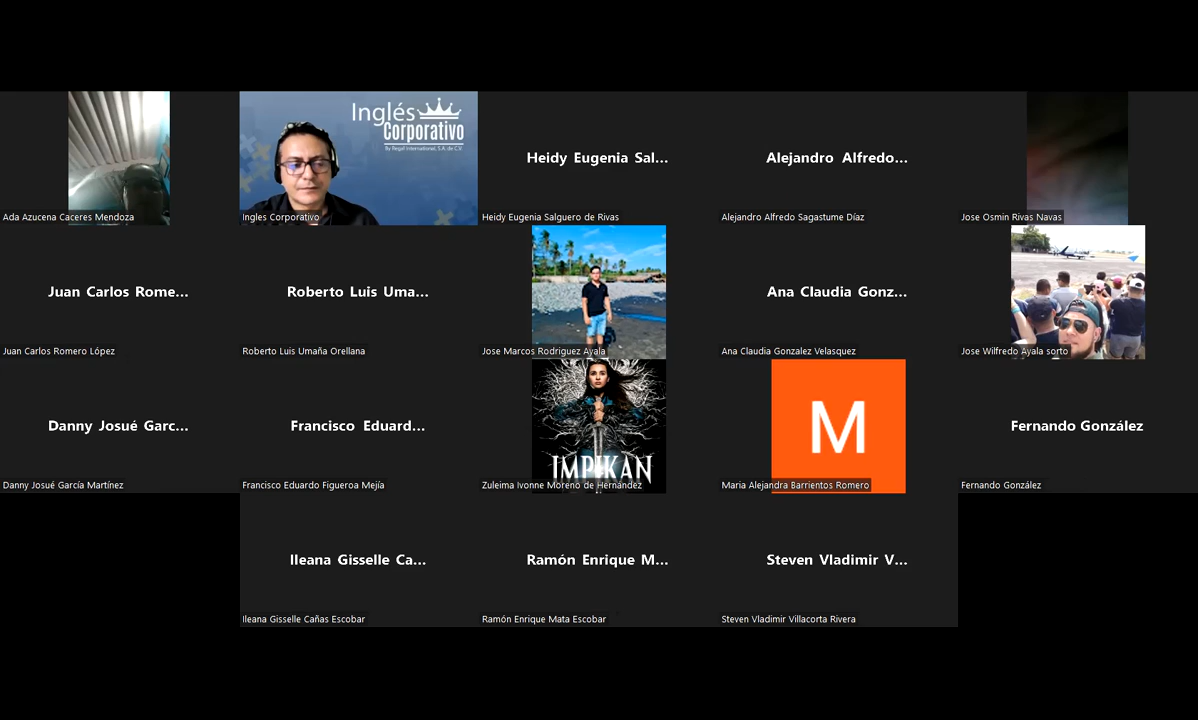 Inglés
Corporativo
By Regall International, S.A. de C.V.
Heidy Eugenia Sal...
Alejandro Alfredo...
Ada Azucena Caceres Mendoza
Ingles Corporativo
Heidy Eugenia Salguero de Rivas
Alejandro Alfredo Sagastume Díaz
Jose Osmin Rivas Navas
Juan Carlos Rome...
Roberto Luis Uma...
Ana Claudia Gonz...
Juan Carlos Romero López
Roberto Luis Umaña Orellana
Jose Marcos Rodriguez Ayala
Ana Claudia Gonzalez Velasquez
Jose Wilfredo Ayala sorto
Danny Josué Garc...
Francisco Eduard...
IMPIKAN
M
Fernando González
Danny Josué García Martínez
Francisco Eduardo Figueroa Mejía
Zuleima Ivonne Moreno de Hernández
Maria Alejandra Barrientos Romero
Fernando González
Ileana Gisselle Ca...
Ramón Enrique M...
Steven Vladimir V...
Ileana Gisselle Cañas Escobar
Ramón Enrique Mata Escobar
Steven Vladimir Villacorta Rivera